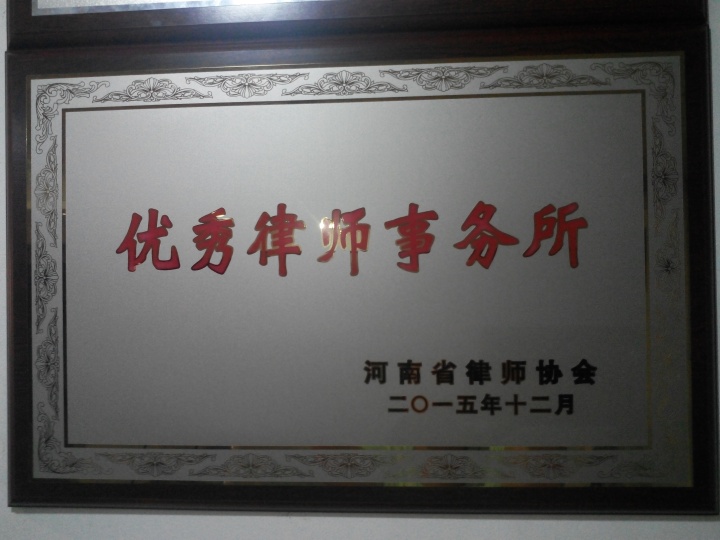 优秀律师事务所
河南省律师协会
二〇一五年十二月